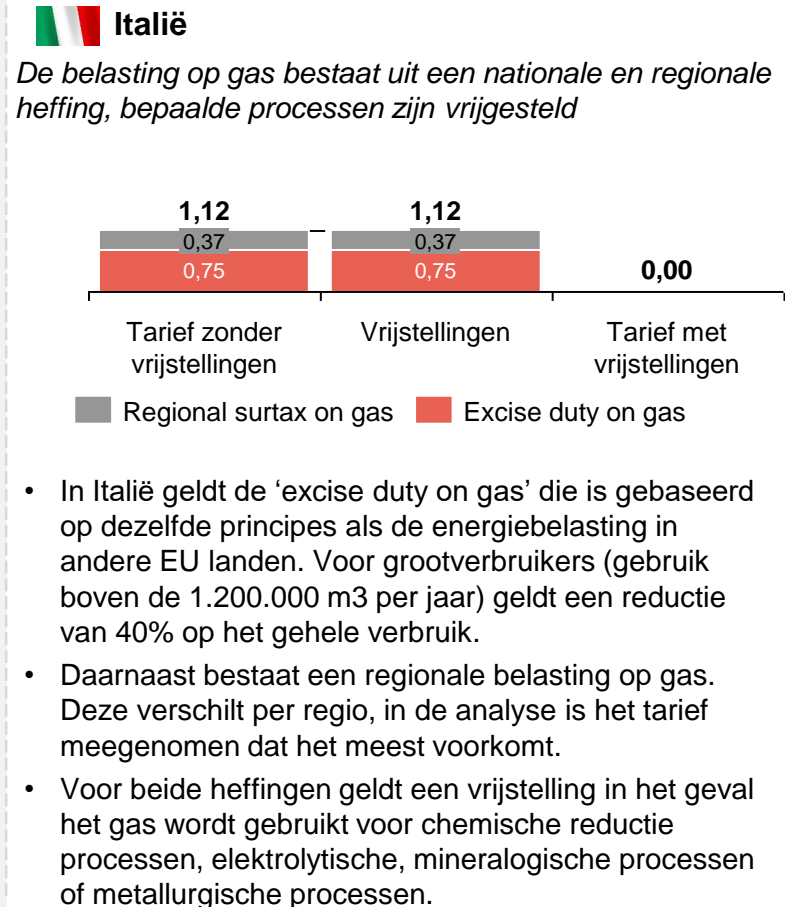 Italië
De belasting op gas bestaat uit een nationale en regionale
heffing, bepaalde processen zijn vrijgesteld
1,12
1,12
0,37
0,37
0,75
0,75
0,00
Tarief zonder
vrijstellingen
Vrijstellingen
Tarief met
vrijstellingen
Regional surtax on gas
Excise duty on gas
• In Italië geldt de ‘excise duty on gas’ die is gebaseerd
op dezelfde principes als de energiebelasting in
andere EU landen. Voor grootverbruikers (gebruik
boven de 1.200.000 m3 per jaar) geldt een reductie
van 40% op het gehele verbruik.
• Daarnaast bestaat een regionale belasting op gas.
Deze verschilt per regio, in de analyse is het tarief
meegenomen dat het meest voorkomt.
• Voor beide heffingen geldt een vrijstelling in het geval
het gas wordt gebruikt voor chemische reductie
processen, elektrolytische, mineralogische processen
of metallurgische processen.